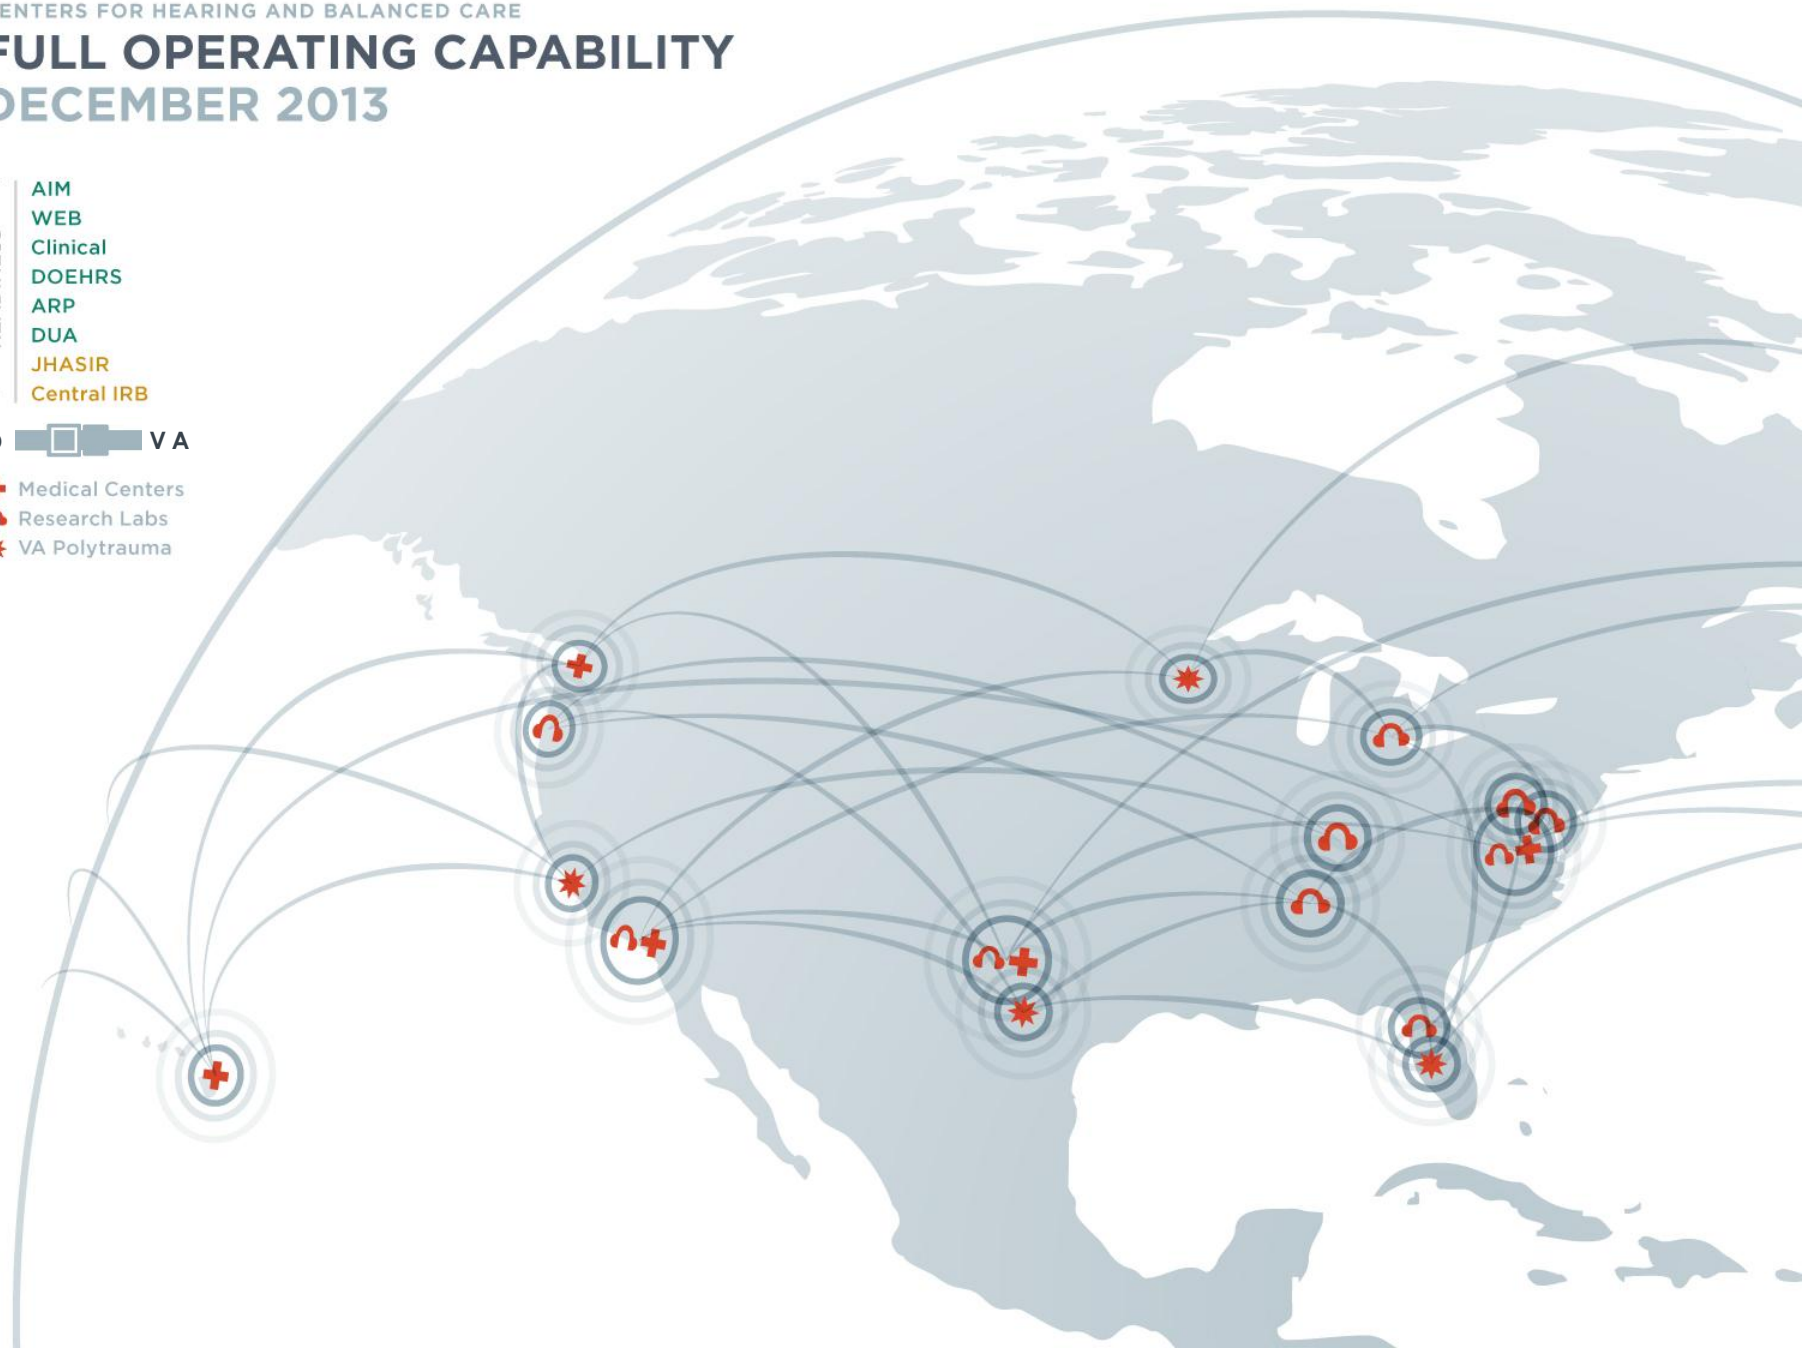 ENTERS FOR HEARING AND BALANCED CARE
FULL OPERATING CAPABILITY
DECEMBER 2013
AIM
WEB
Clinical
DOEHRS
ARP
DUA
JHASIR
Central IRB
VA
Medical Centers
Research Labs
VA Polytrauma